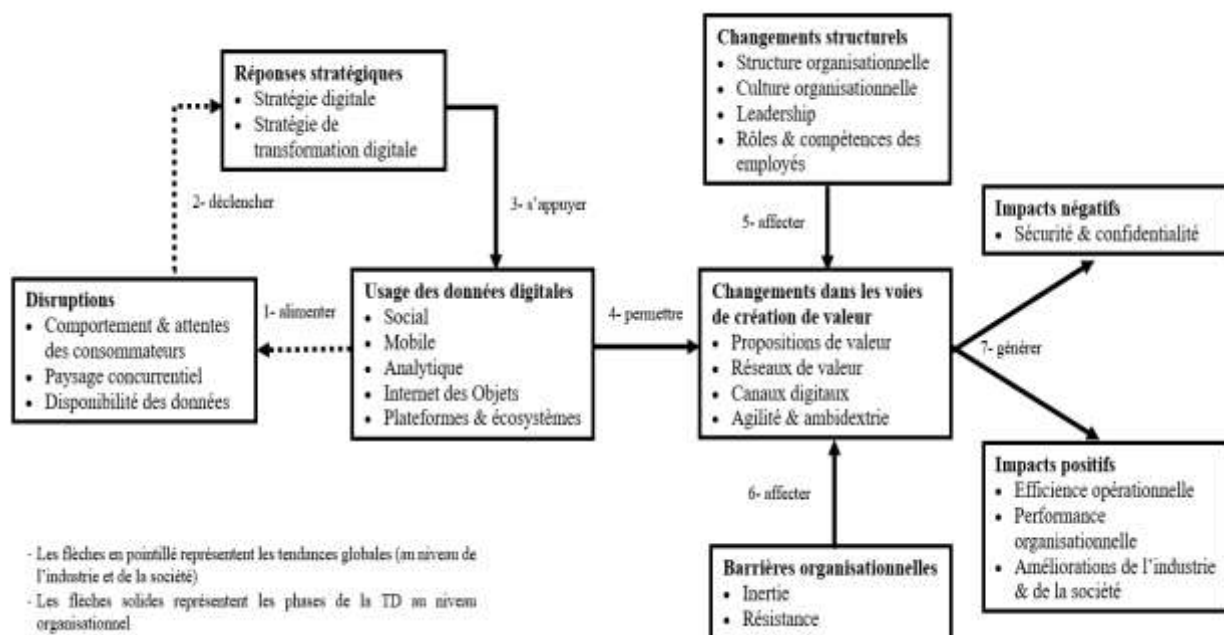 Changements structurels
• Structure organisationnelle
• Culture organisationnelle
• Leadership
• Rôles & compétences des
employés
Réponses stratégiques
• Stratégie digitale
• Stratégie de
transformation digitale
2- déclencher
3- s'appuyer
5- affecter
Impacts négatifs
• Sécurité & confidentialité
Disruptions
• Comportement & attentes
des consommateurs
• Paysage concurrentiel
• Disponibilité des données
1- alimenter
Usage des données digitales
• Social
• Mobile
• Analytique
• Internet des Objets
• Plateformes & écosystèmes
4- permettre
Changements dans les voies
de création de valeur
• Propositions de valeur
• Réseaux de valeur
• Canaux digitaux
• Agilité & ambidextrie
7- générer
Impacts positifs
• Efficience opérationnelle
• Performance
organisationnelle
• Améliorations de l'industrie
& de la société
6- affecter
Barrières organisationnelles
• Inertie
• Résistance
- Les flèches en pointillé représentent les tendances globales (au niveau de
l'industrie et de la société)
- Les flèches solides représentent les phases de la TD au niveau
organisationnel